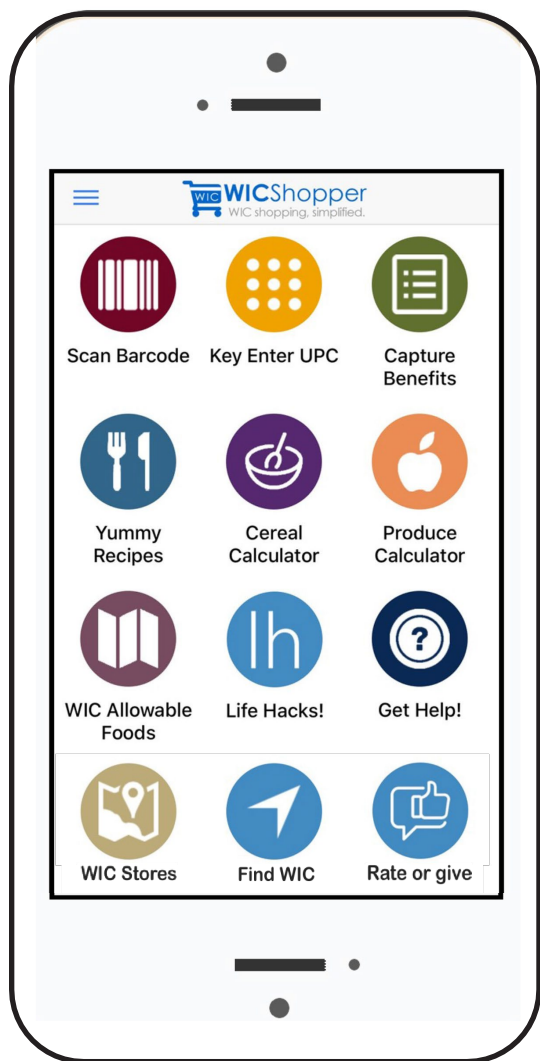 WIC WICShopper
WIC shopping, simplified.
Scan Barcode
Key Enter UPC
Capture
Benefits
Yummy
Recipes
Cereal
Calculator
Produce
Calculator
WIC Allowable
Foods
lh
Life Hacks!
?
Get Help!
WIC Stores
Find WIC
Rate or give